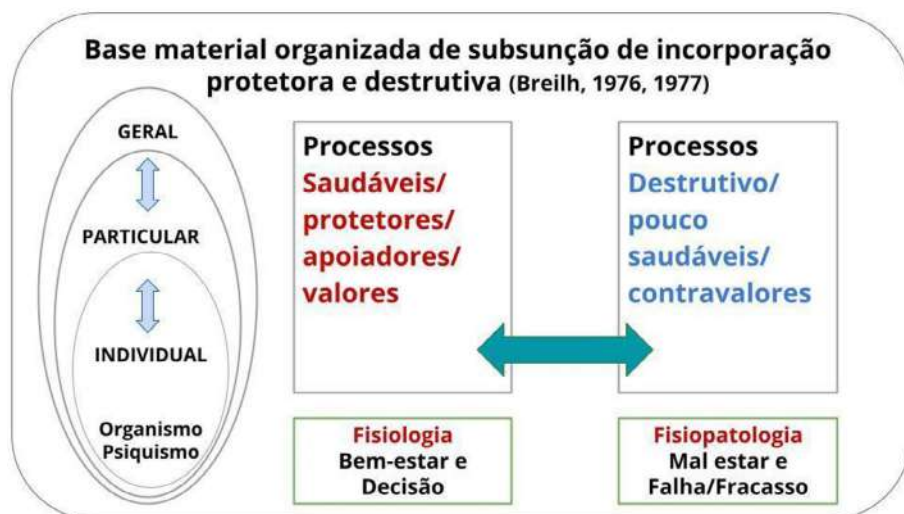 Base material organizada de subsunção de incorporação
protetora e destrutiva (Breilh, 1976, 1977)
GERAL
PARTICULAR
INDIVIDUAL
Organismo
Psiquismo
Processos
Saudáveis/
protetores/
apoiadores/
valores
Processos
Destrutivo/
pouco
saudáveis/
contravalores
Fisiologia
Bem-estar e
Decisão
Fisiopatologia
Mal estar e
Falha/Fracasso